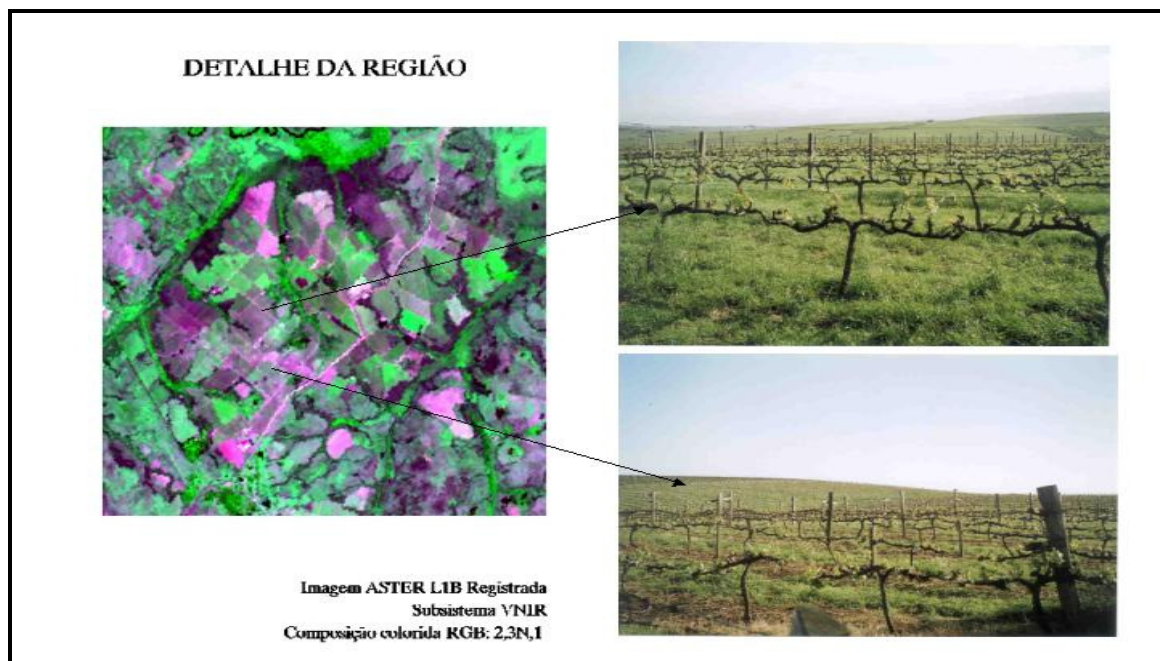 DETALHE DA REGIÃO
Imagem ASTER L1B Registrada
Subsistema VNIR
Composição colorida RGB: 2,3N,1